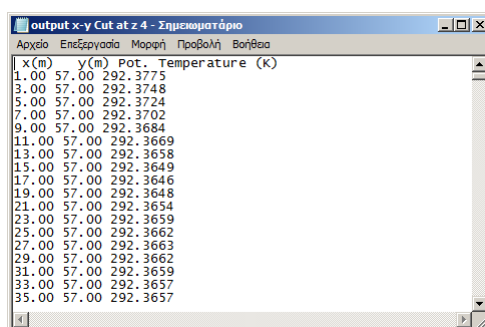 output x-y Cut at z 4 - Σημειωματάριο
Αρχείο Επεξεργασία Μορφή Προβολή Βοήθεια
x(m) y(m) Pot. Temperature (K)
1.00 57.00 292.3775
3.00 57.00 292.3748
5.00 57.00 292.3724
7.00 57.00 292.3702
9.00 57.00 292.3684
11.00 57.00 292.3669
13.00 57.00 292.3658
15.00 57.00 292.3649
17.00 57.00 292.3646
19.00 57.00 292.3648
21.00 57.00 292.3654
23.00 57.00 292.3659
25.00 57.00 292.3662
27.00 57.00 292.3663
29.00 57.00 292.3662
31.00 57.00 292.3659
33.00 57.00 292.3657
35.00 57.00 292.3657